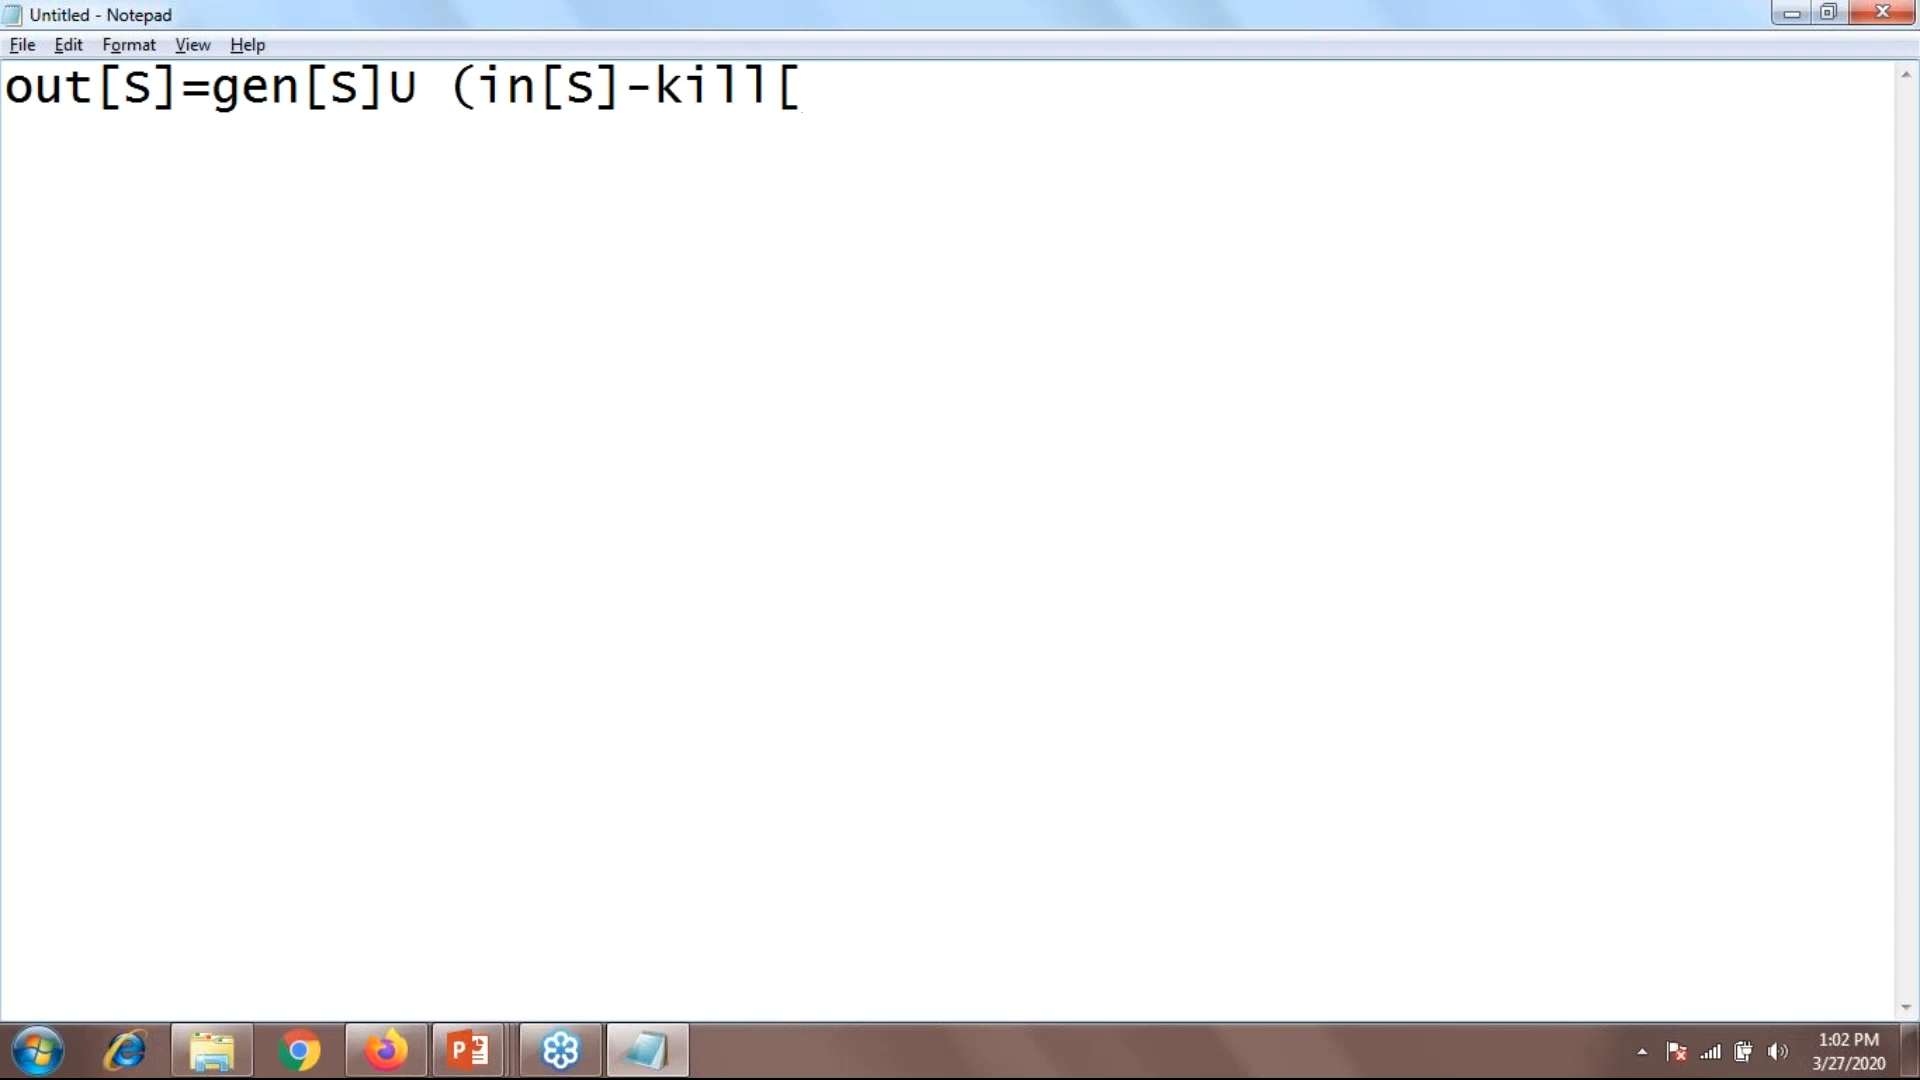 Untitled - Notepad
File Edit Format View Help
out[S]=gen[S]U (in[S]-kill[
1:02 PM
3/27/2020